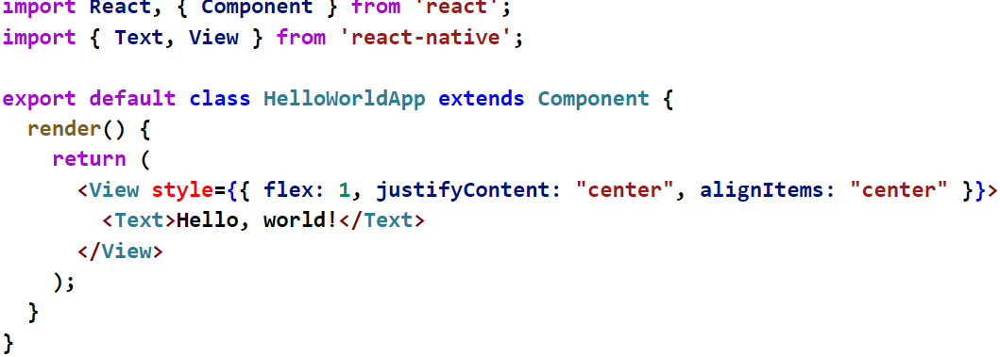 import React, { Component } from 'react';
import { Text, View } from 'react-native';

export default class HelloWorldApp extends Component {
  render() {
    return (
      <View style={{ flex: 1, justifyContent: "center", alignItems: "center" }}>
        <Text>Hello, world!</Text>
      </View>
    );
  }
}